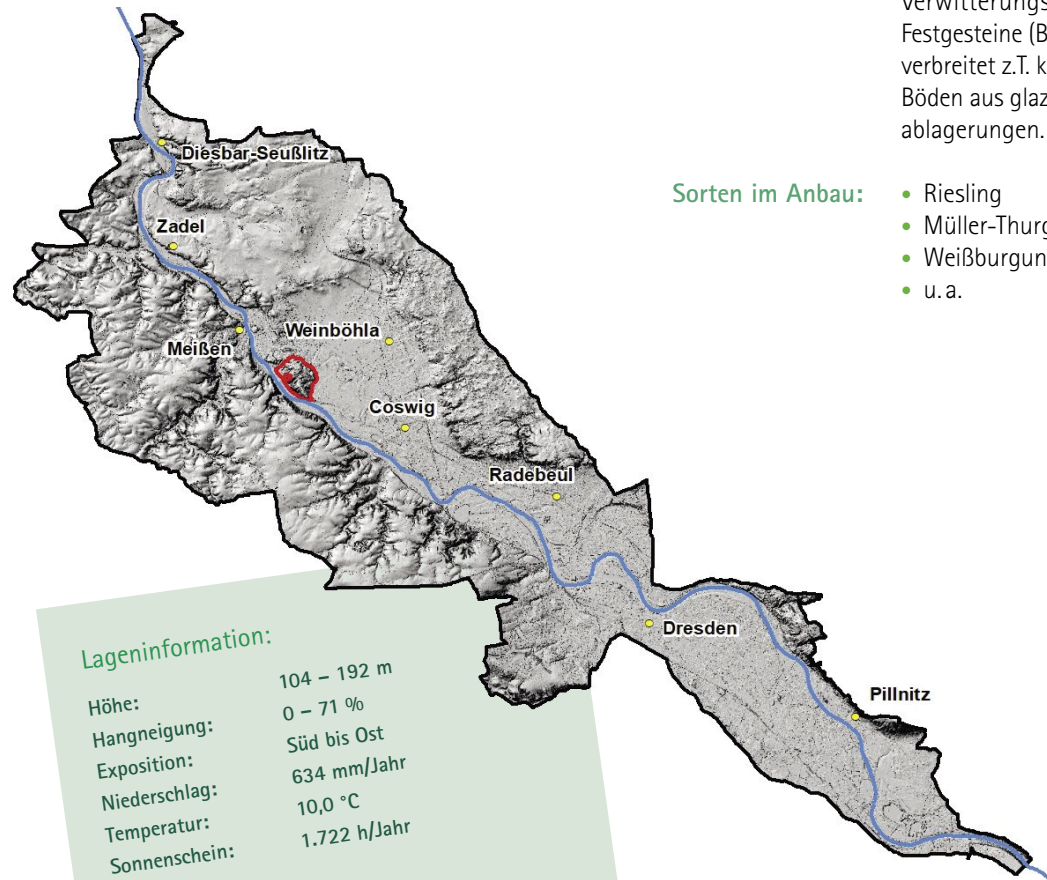 Verwitterungs
Festgesteine (B
verbreitet z.T. k
Böden aus glaz
ablagerungen.
Sorten im Anbau:
• Riesling
• Müller-Thurg
• Weißburgun
• u. a.
Diesbar-Seußlitz
Zadel
Weinböhla
Meißen
Coswig
Radebeul
Dresden
Pillnitz
Lageninformation:
Höhe: 104 – 192 m
Hangneigung: 0 – 71 %
Exposition: Süd bis Ost
Niederschlag: 634 mm/Jahr
Temperatur: 10,0 °C
Sonnenschein: 1.722 h/Jahr